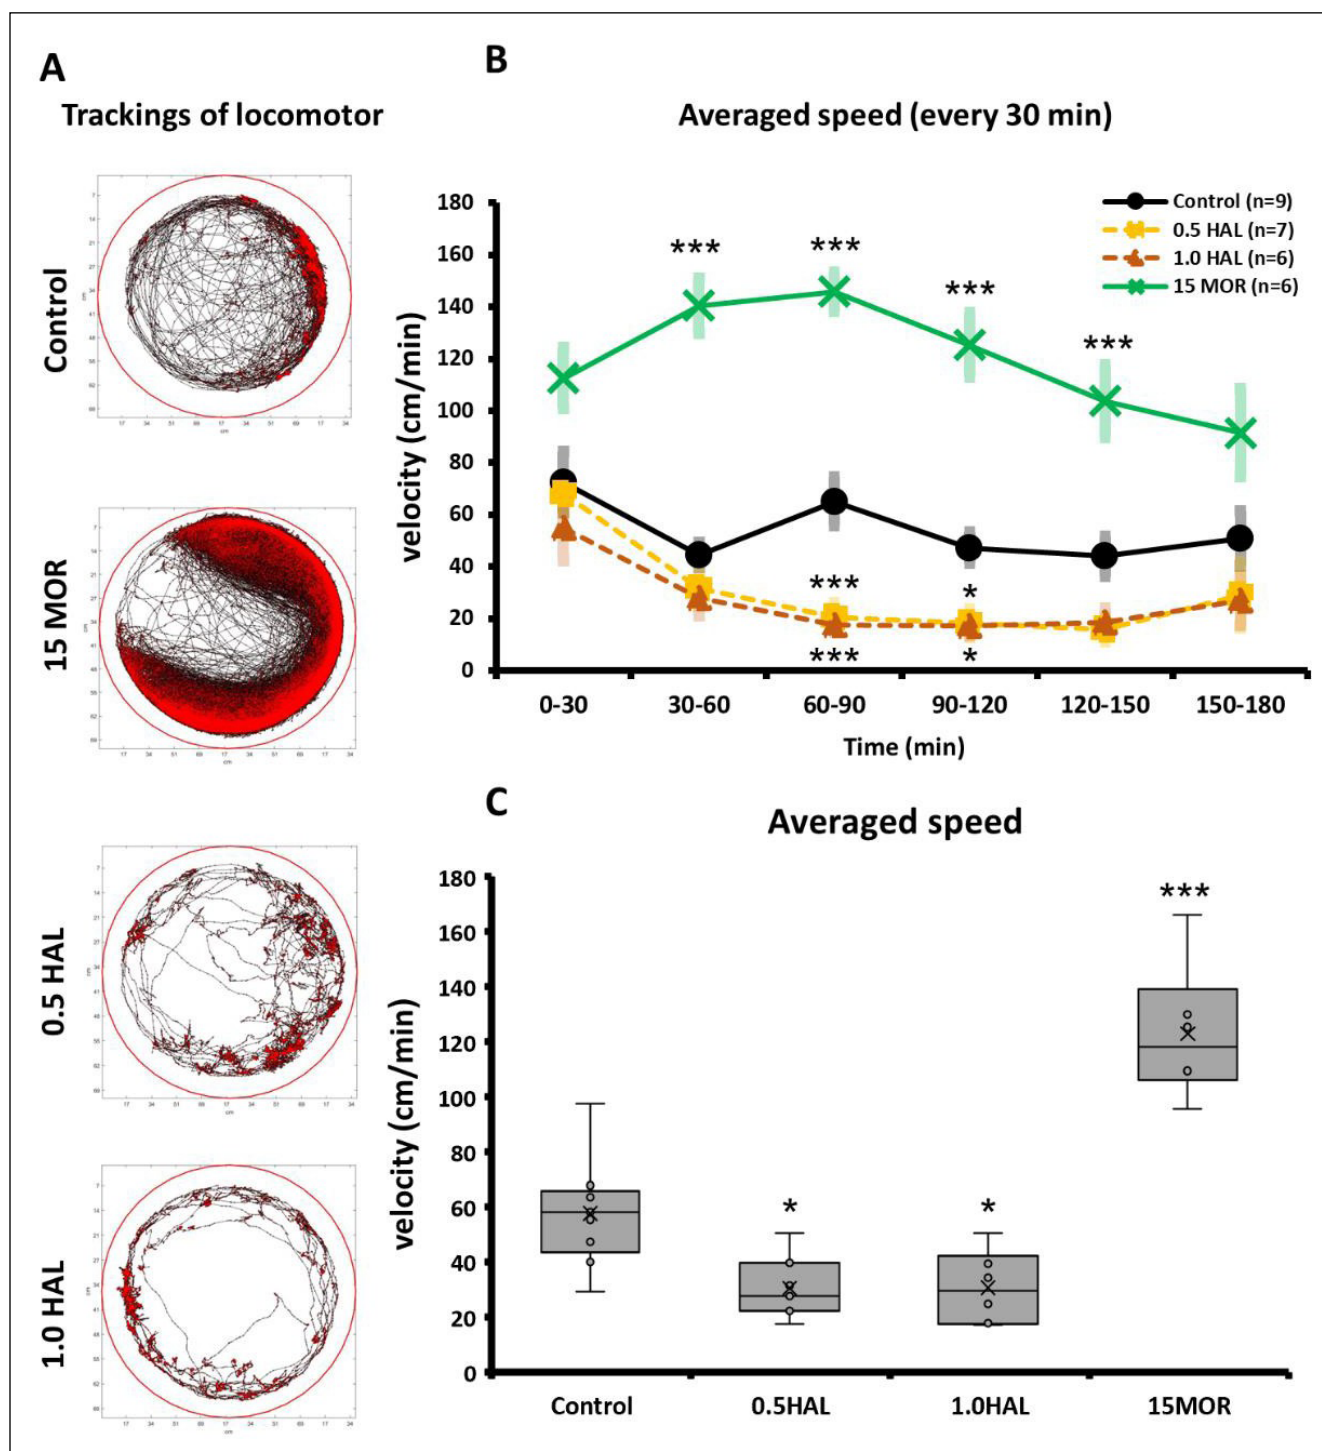 A
Trackings of locomotor
Control
15 MOR
0.5 HAL
1.0 HAL
B
Averaged speed (every 30 min)
Control (n=9)
0.5 HAL (n=7)
1.0 HAL (n=6)
15 MOR (n=6)
velocity (cm/min)
180
160
140
120
100
80
60
40
20
0
***
***
***
***
***
*
***
*
0-30 30-60 60-90 90-120 120-150 150-180
Time (min)
C
Averaged speed
velocity (cm/min)
180
160
140
120
100
80
60
40
20
0
*
*
***
Control 0.5HAL 1.0HAL 15MOR